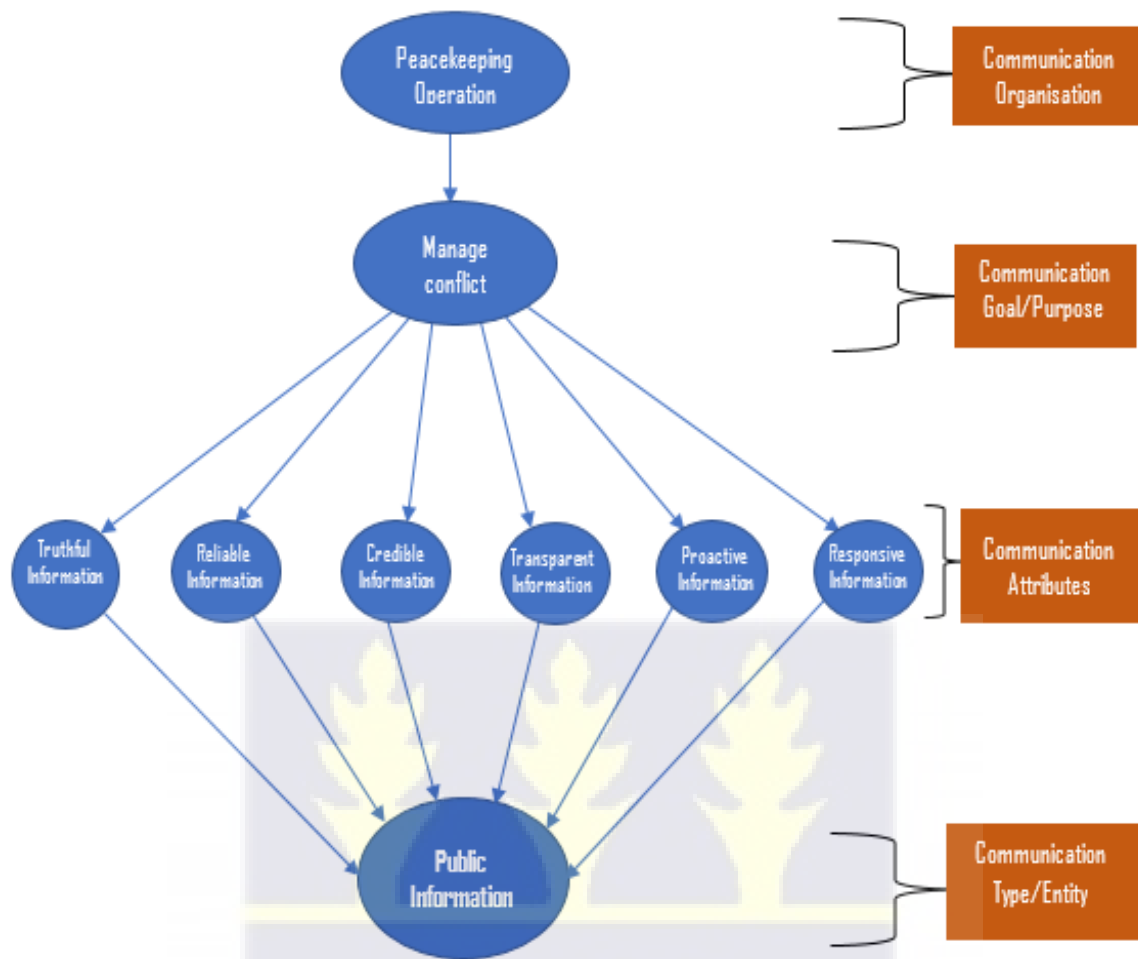 Peacekeeping
Operation
Communication
Organisation
Manage
conflict
Communication
Goal/Purpose
Truthful
Information
Reliable
Information
Credible
Information
Transparent
Information
Proactive
Information
Responsive
Information
Communication
Attributes
Public
Information
Communication
Type/Entity